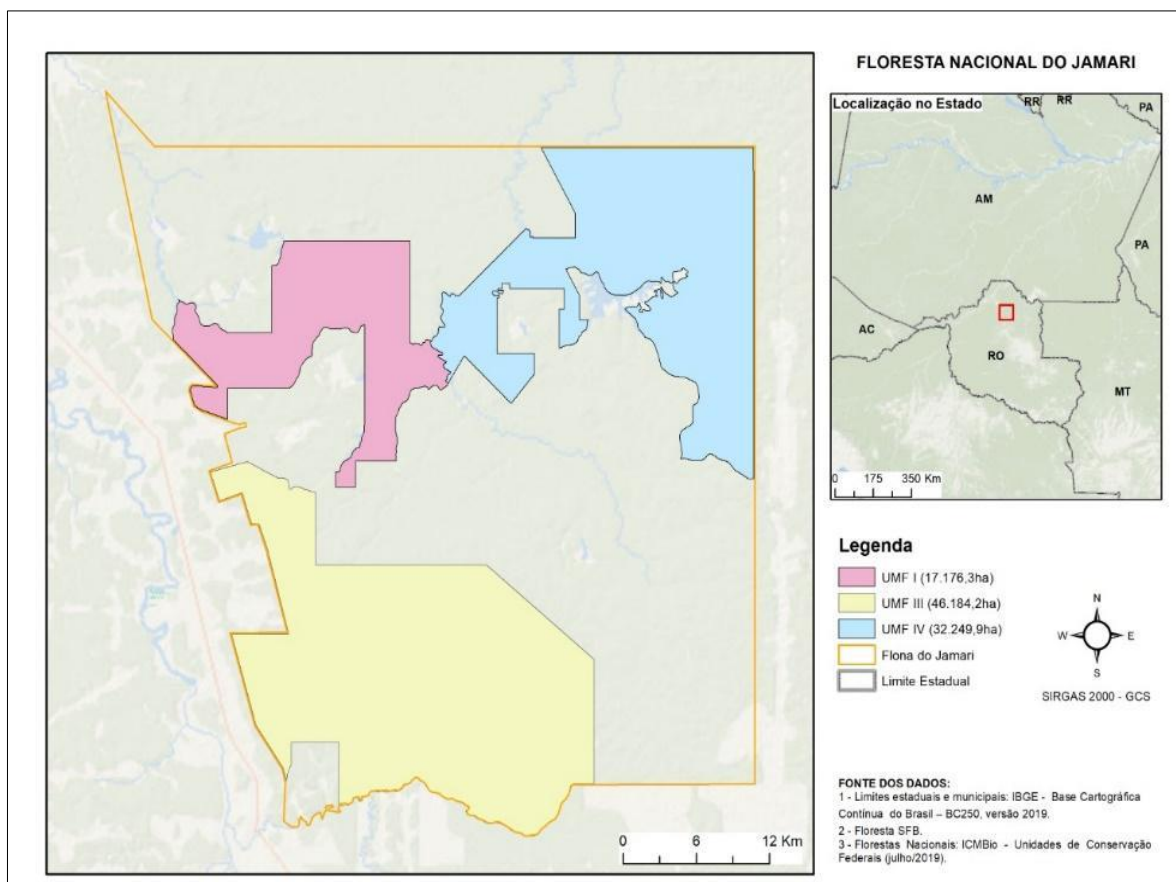 FLORESTA NACIONAL DO JAMARI
Localização no Estado
RR
RR
PA
AM
PA
AC
RO
MT
0 175 350 Km
Legenda
UMF I (17.176,3ha)
UMF III (46.184,2ha)
UMF IV (32.249,9ha)
Flona do Jamari
Limite Estadual
N
W
E
S
SIRGAS 2000 - GCS
FONTE DOS DADOS:
1 - Limites estaduais e municipais: IBGE - Base Cartográfica
Contínua do Brasil – BC250, versão 2019.
2 - Floresta SFB.
3 - Florestas Nacionais: ICMBio - Unidades de Conservação
Federais (julho/2019).
0 6 12 Km